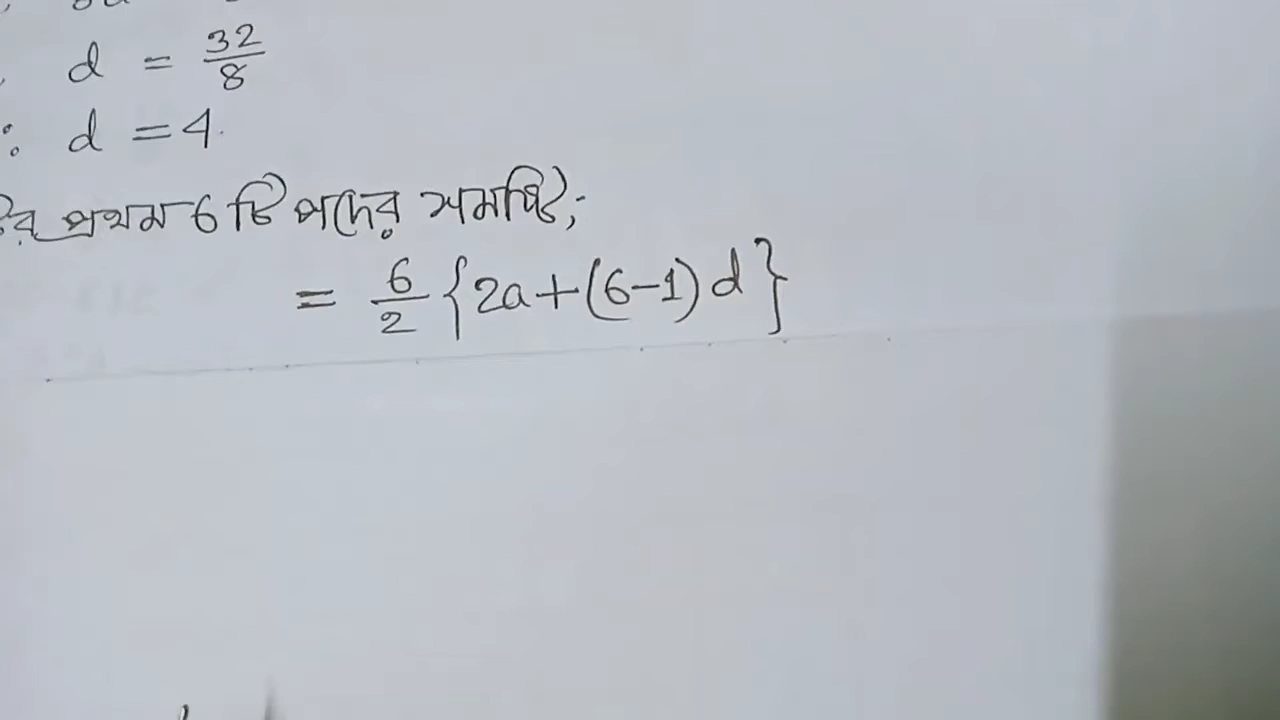 d = 32/8
∴ d = 4.
প্রথম 6 টি পদের সমষ্টি;
= 6/2 {2a+(6-1)d}